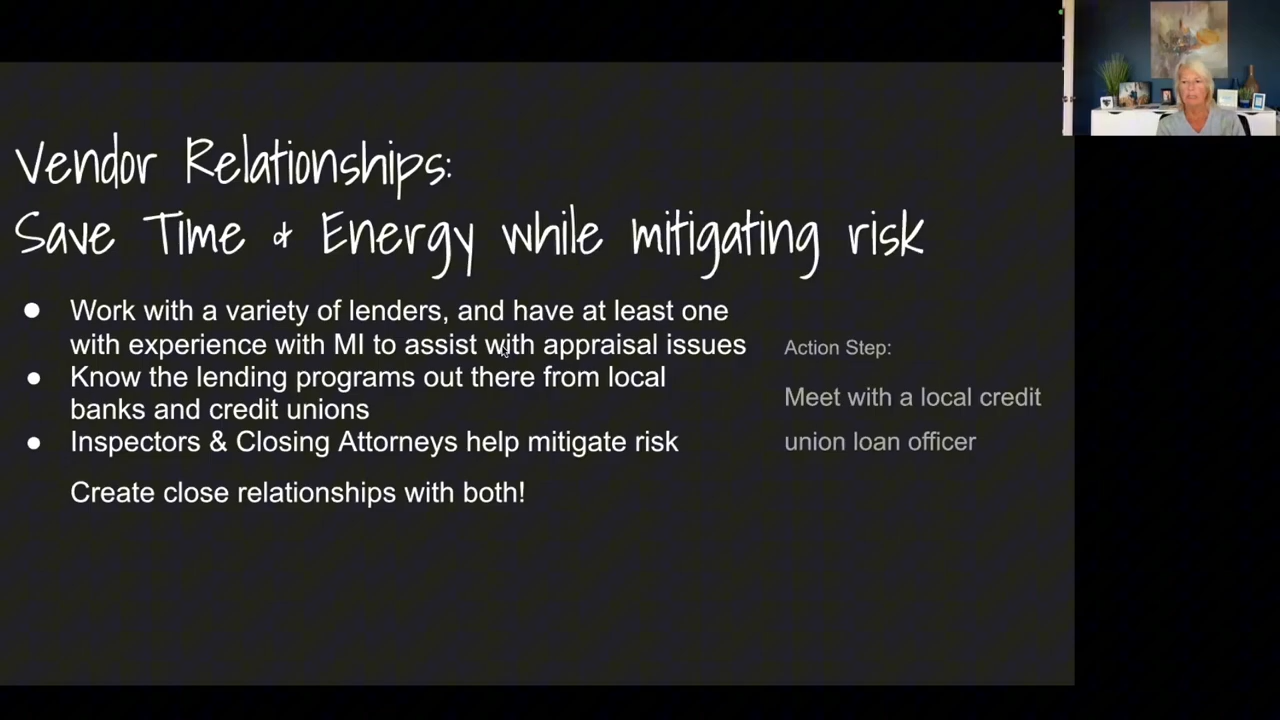 Vendor Relationships:
Save Time & Energy while mitigating risk
● Work with a variety of lenders, and have at least one
with experience with MI to assist with appraisal issues
● Know the lending programs out there from local
banks and credit unions
● Inspectors & Closing Attorneys help mitigate risk
Create close relationships with both!
Action Step:
Meet with a local credit
union loan officer